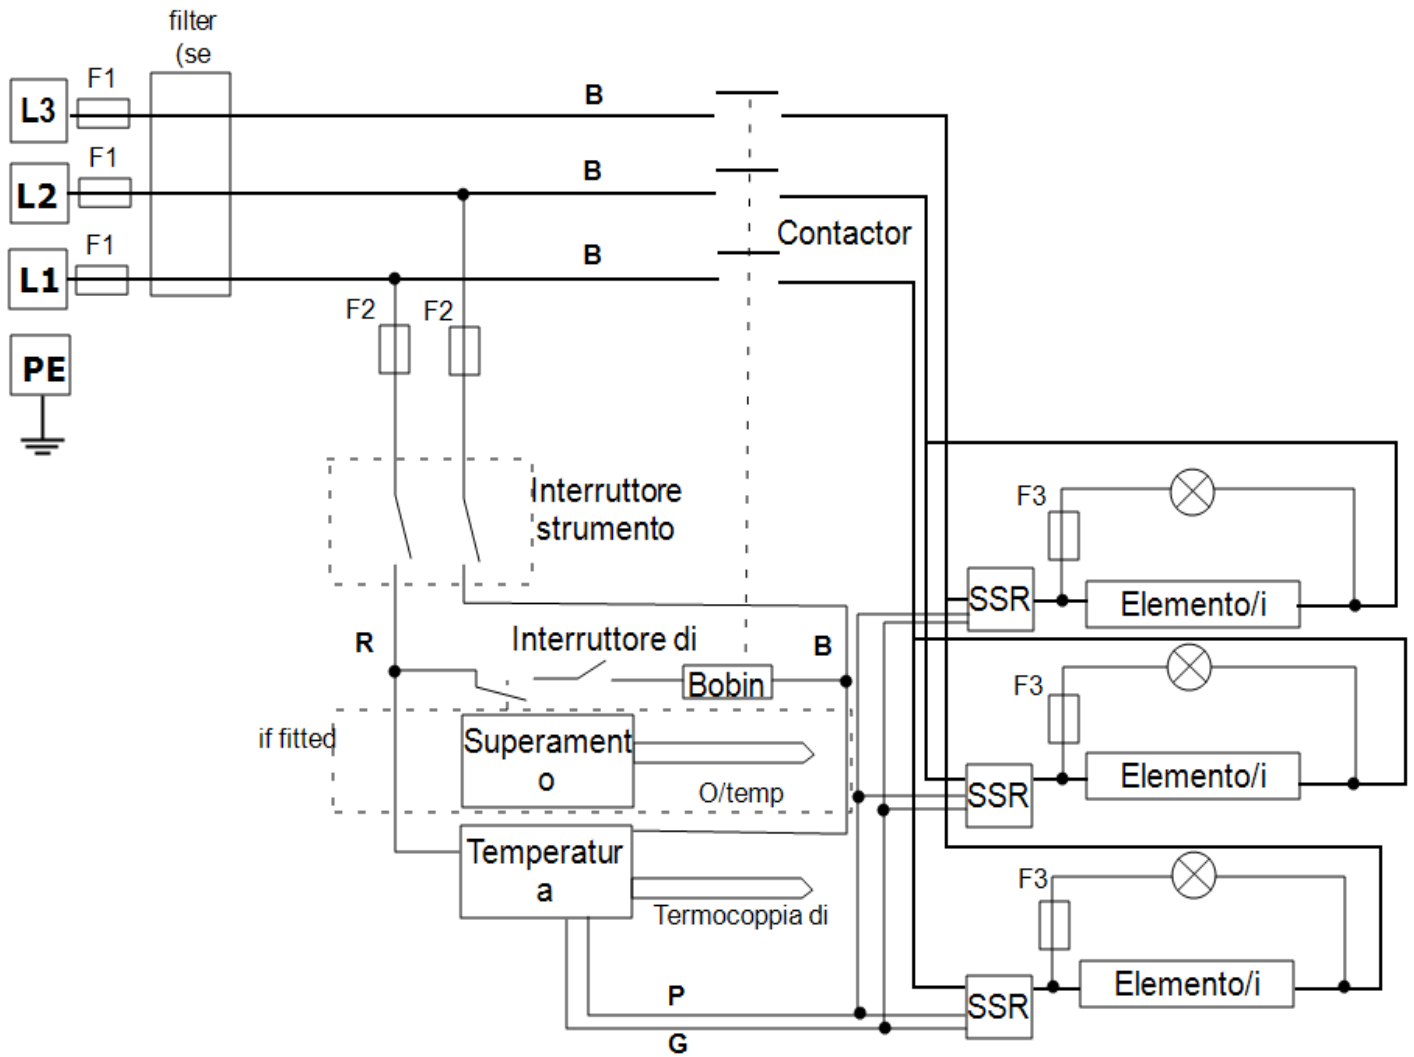 filter
(se
F1
L3
B
F1
L2
B
F1
L1
B
Contactor
F2
F2
PE
Interruttore
strumento
F3
SSR
Elemento/i
R
Interruttore di
B
Bobin
F3
if fitted
Superament
o
O/temp
SSR
Elemento/i
Temperatur
a
Termocoppia di
F3
P
G
SSR
Elemento/i